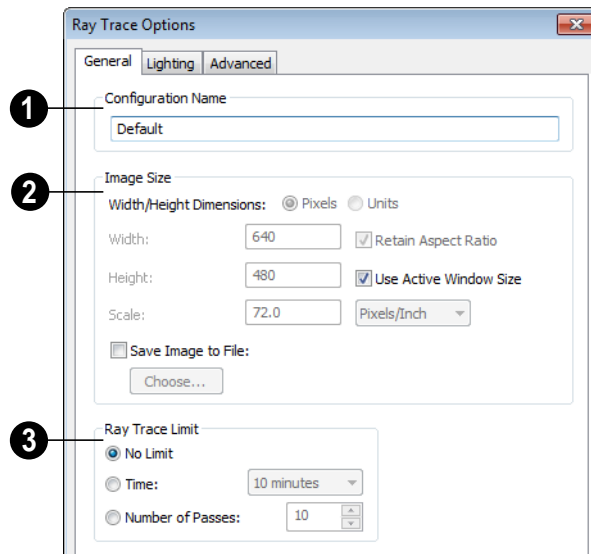 Ray Trace Options
General Lighting Advanced
1 Configuration Name
Default
2 Image Size
Width/Height Dimensions: Pixels Units
Width: 640 Retain Aspect Ratio
Height: 480 Use Active Window Size
Scale: 72.0 Pixels/Inch
Save Image to File:
Choose...
3 Ray Trace Limit
No Limit
Time: 10 minutes
Number of Passes: 10